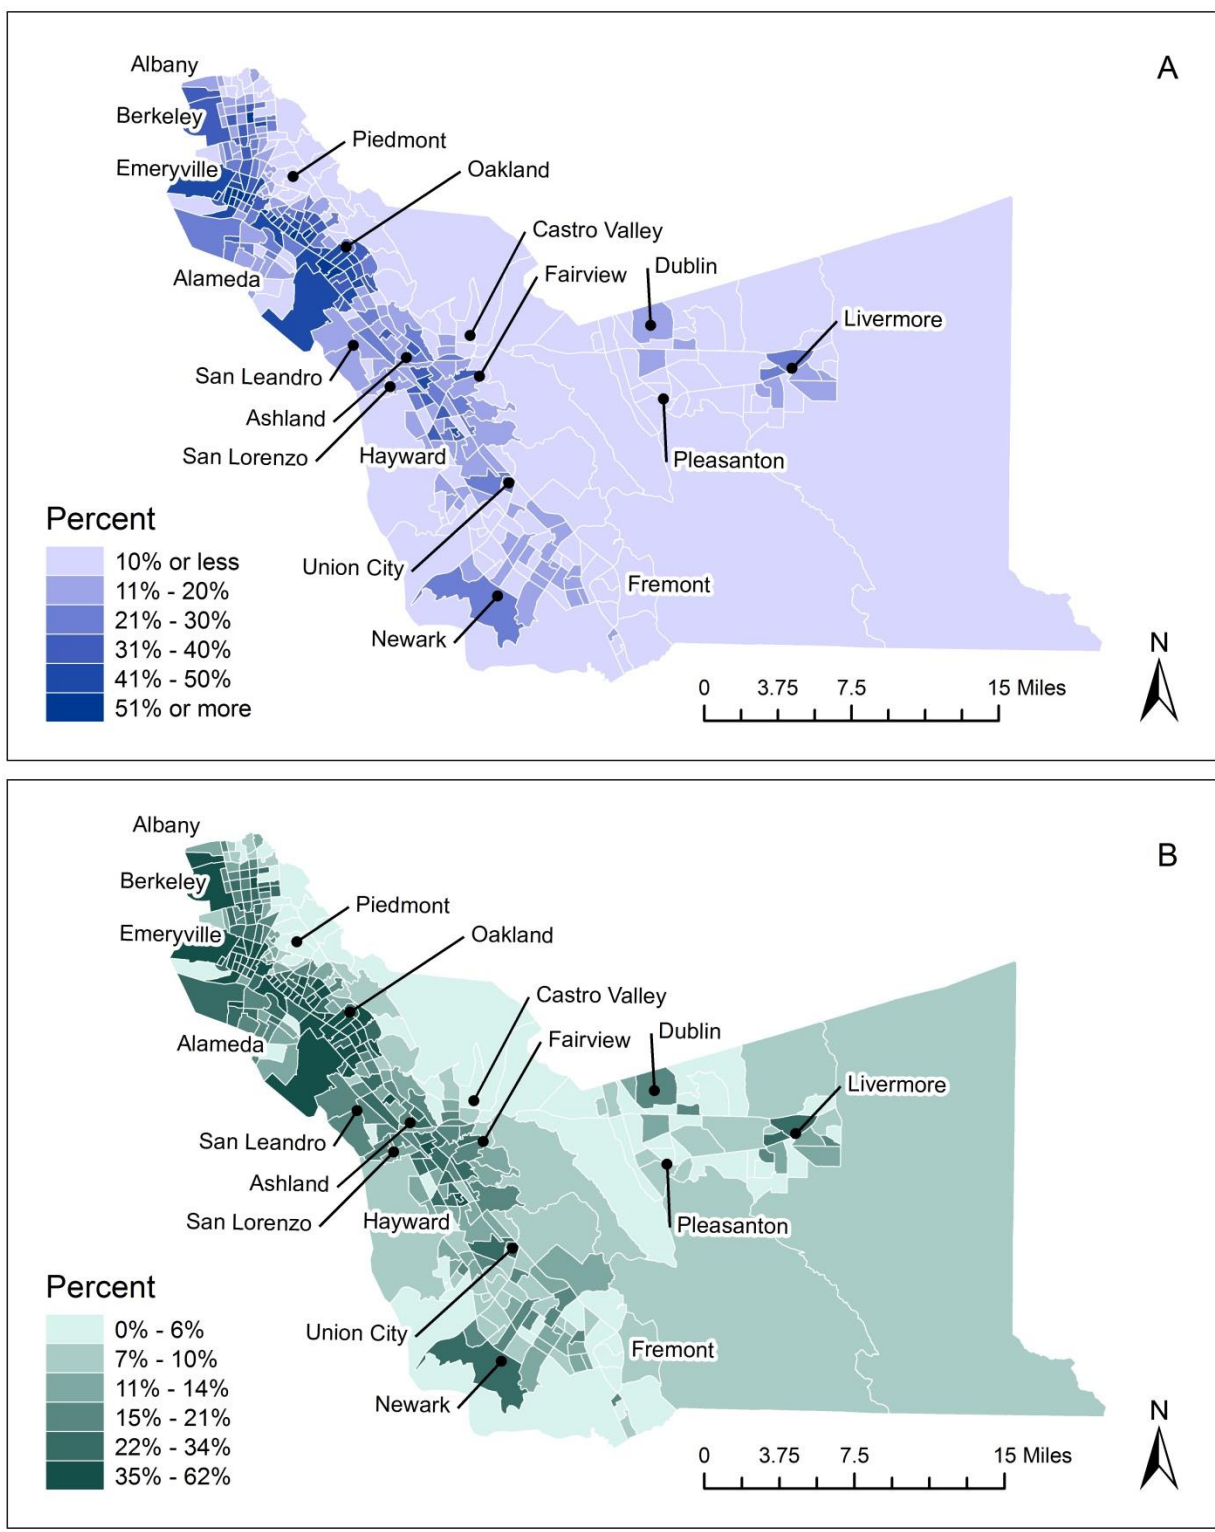 A
Albany
Berkeley
Piedmont
Emeryville
Oakland
Castro Valley
Fairview
Dublin
Alameda
Livermore
San Leandro
Ashland
San Lorenzo
Hayward
Pleasanton
Percent
10% or less
11% - 20%
21% - 30%
31% - 40%
41% - 50%
51% or more
Union City
Fremont
Newark
N
0 3.75 7.5 15 Miles
B
Albany
Berkeley
Piedmont
Emeryville
Oakland
Castro Valley
Fairview
Dublin
Alameda
Livermore
San Leandro
Ashland
San Lorenzo
Hayward
Pleasanton
Percent
0% - 6%
7% - 10%
11% - 14%
15% - 21%
22% - 34%
35% - 62%
Union City
Fremont
Newark
N
0 3.75 7.5 15 Miles